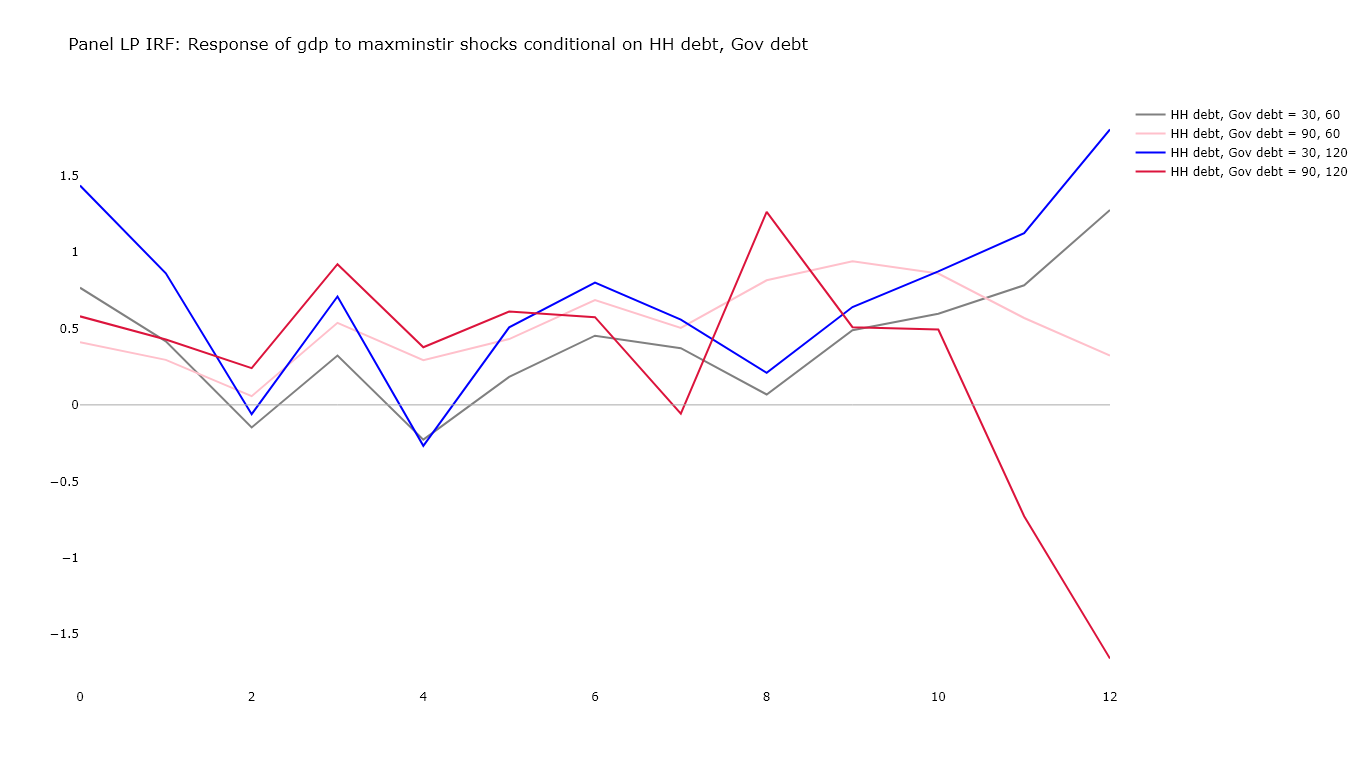 Panel LP IRF: Response of gdp to maxminstir shocks conditional on HH debt, Gov debt
HH debt, Gov debt = 30, 60
HH debt, Gov debt = 90, 60
HH debt, Gov debt = 30, 120
HH debt, Gov debt = 90, 120
1.5
1
0.5
0
−0.5
−1
−1.5
0 2 4 6 8 10 12